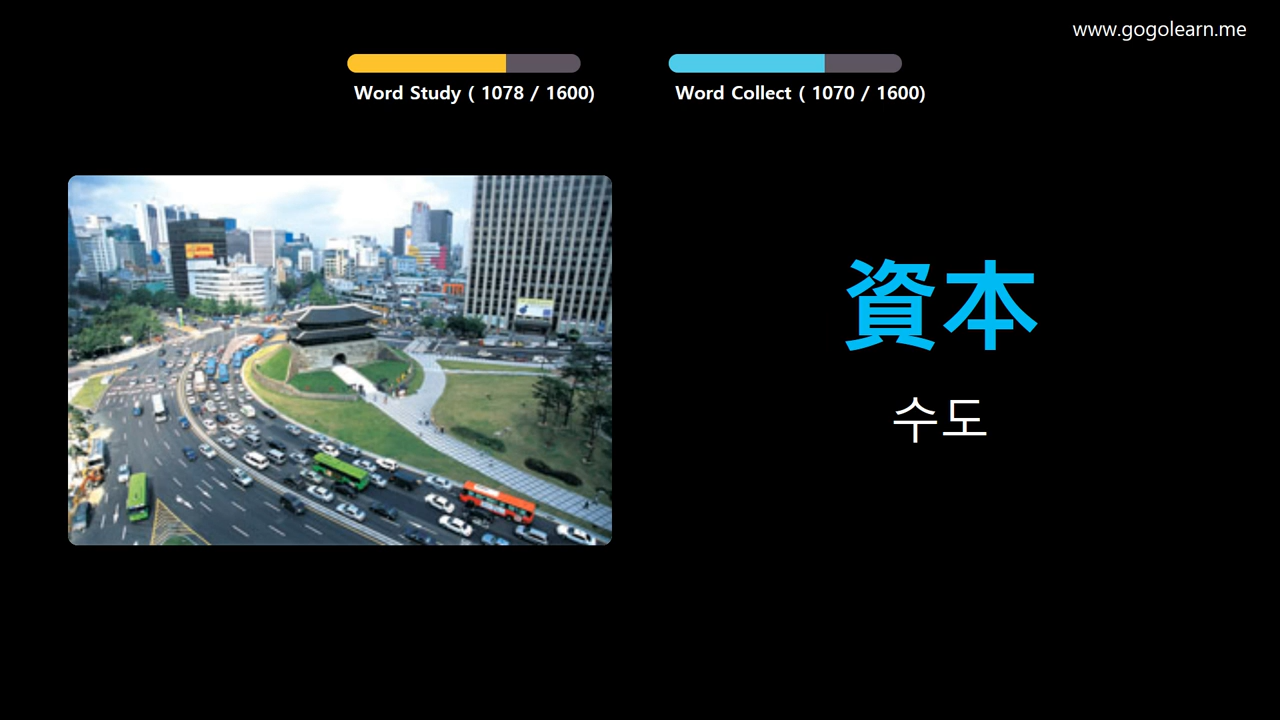 www.gogolearn.me
Word Study ( 1078 / 1600)
Word Collect ( 1070 / 1600)
資本
수도